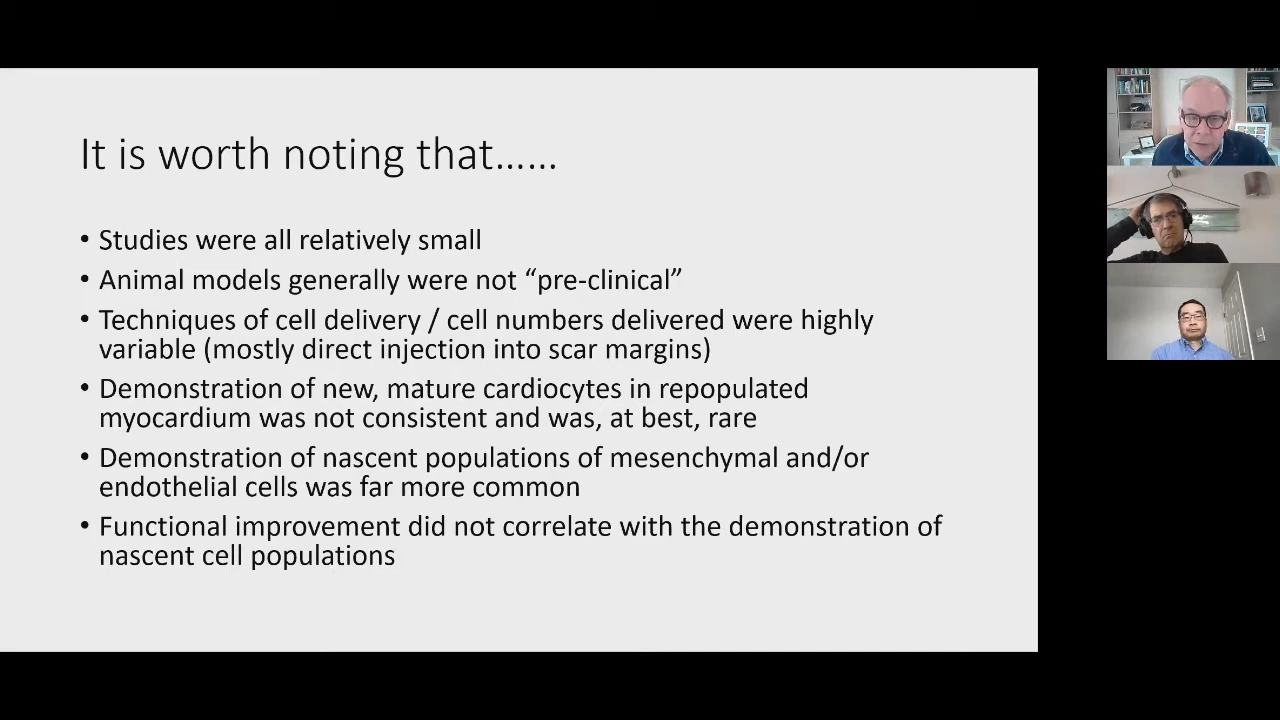 It is worth noting that......
• Studies were all relatively small
• Animal models generally were not “pre-clinical”
• Techniques of cell delivery / cell numbers delivered were highly
variable (mostly direct injection into scar margins)
• Demonstration of new, mature cardiocytes in repopulated
myocardium was not consistent and was, at best, rare
• Demonstration of nascent populations of mesenchymal and/or
endothelial cells was far more common
• Functional improvement did not correlate with the demonstration of
nascent cell populations